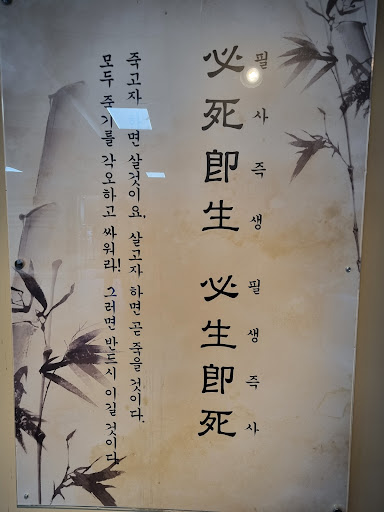 필사즉생 필생즉사
必死即生 必生即死
죽고자 하면 살것이요, 살고자 하면 곧 죽을 것이다.
모두 죽기를 각오하고 싸워라! 그러면 반드시 이길 것이다